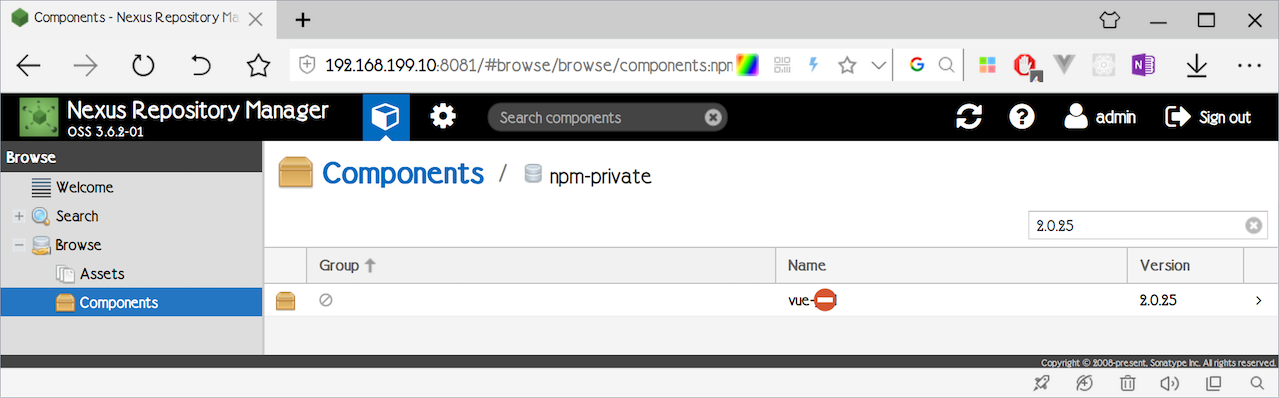 Components - Nexus Repository Ma
192.168.199.10:8081/#browse/browse/components:npm
Nexus Repository Manager
OSS 3.6.2-01
Search components
admin
Sign out
Browse
Welcome
Search
Browse
Assets
Components
Components / npm-private
2.0.25
Group Name Version
vue- 2.0.25
Copyright © 2008-present, Sonatype Inc. All rights reserved.